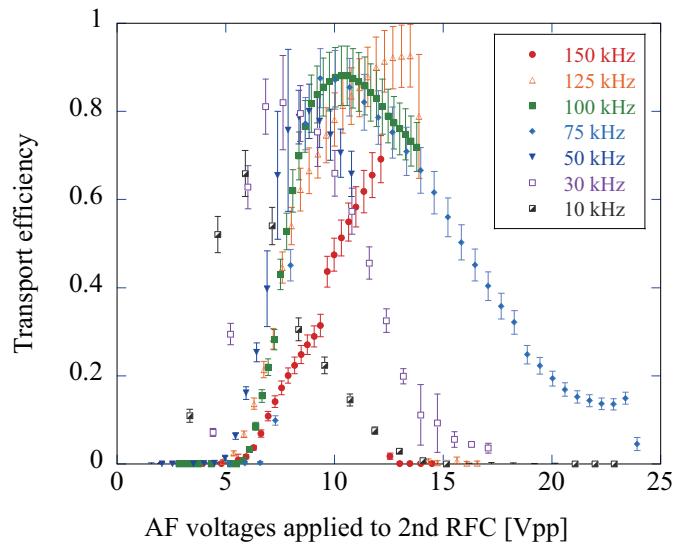 1
0.8
0.6
0.4
0.2
0
Transport efficiency
150 kHz
125 kHz
100 kHz
75 kHz
50 kHz
30 kHz
10 kHz
0 5 10 15 20 25
AF voltages applied to 2nd RFC [Vpp]